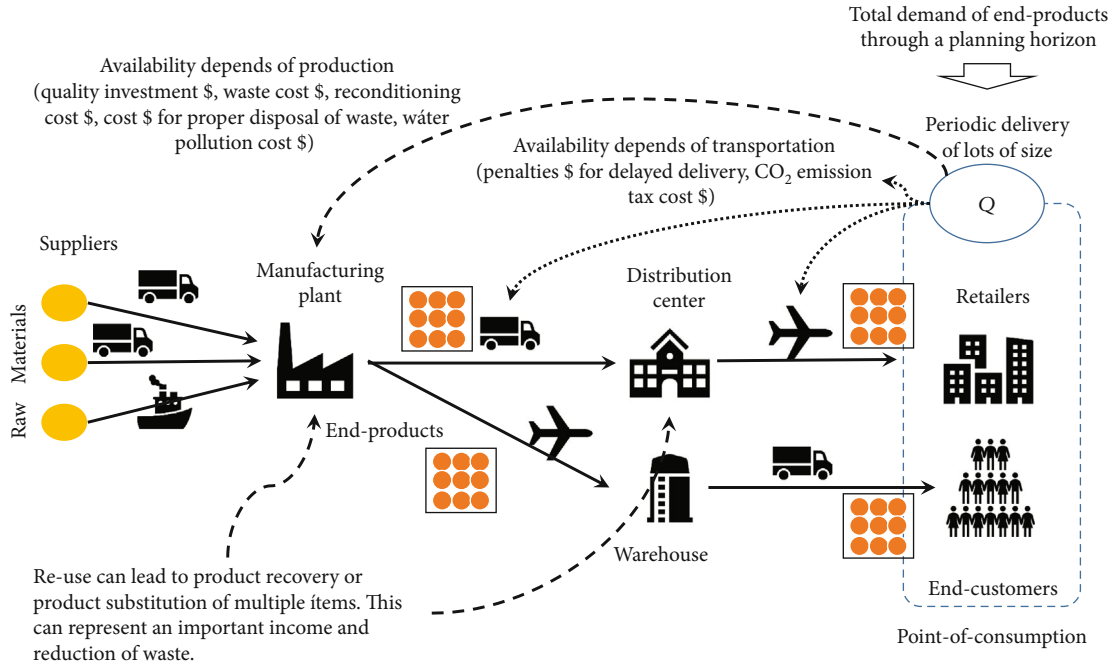 Total demand of end-products
through a planning horizon
Availability depends of production
(quality investment $, waste cost $, reconditioning
cost $, cost $ for proper disposal of waste, wáter
pollution cost $)
Periodic delivery
of lots of size
Availability depends of transportation
(penalties $ for delayed delivery, CO₂ emission
tax cost $)
Q
Suppliers
Manufacturing
plant
Distribution
center
Retailers
Raw Materials
End-products
Warehouse
End-customers
Point-of-consumption
Re-use can lead to product recovery or
product substitution of multiple ítems. This
can represent an important income and
reduction of waste.